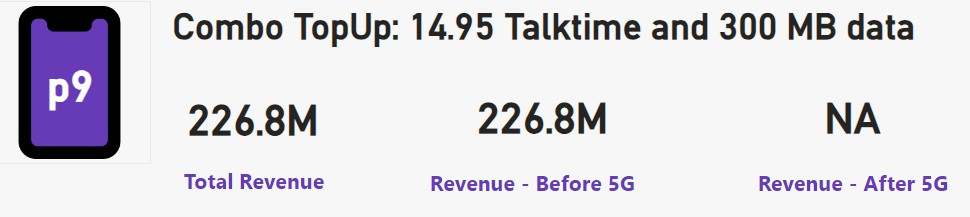 Combo TopUp: 14.95 Talktime and 300 MB data
p9
226.8M 226.8M NA
Total Revenue Revenue - Before 5G Revenue - After 5G